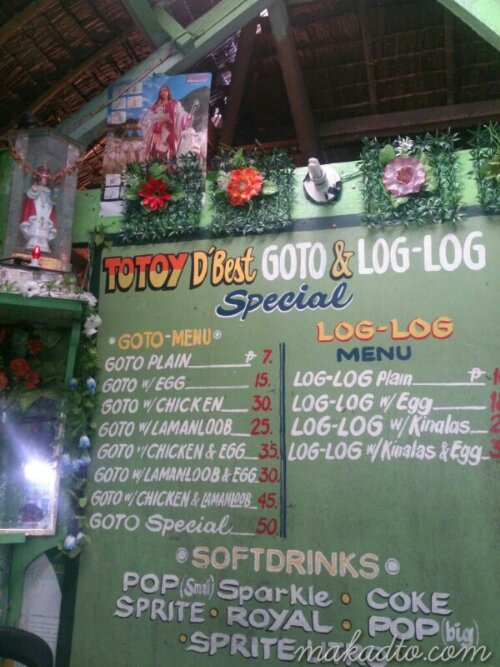 TOTOY D'Best GOTO & LOG-LOG
Special
GOTO-MENU
GOTO PLAIN ₱ 7.
GOTO w/ EGG 15.
GOTO w/ CHICKEN 30.
GOTO w/ LAMANLOOB 25.
GOTO w/ CHICKEN & EGG 35.
GOTO w/ LAMANLOOB & EGG 30.
GOTO w/ CHICKEN & LAMANLOOB 45.
GOTO Special 50.
LOG-LOG
MENU
LOG-LOG Plain ₱
LOG-LOG w/ Egg
LOG-LOG w/ Kinalas
LOG-LOG w/ Kinalas & Egg
SOFTDRINKS
POP (Small) Sparkle • COKE
SPRITE • ROYAL • POP (big)
• SPRITE
makadto.com